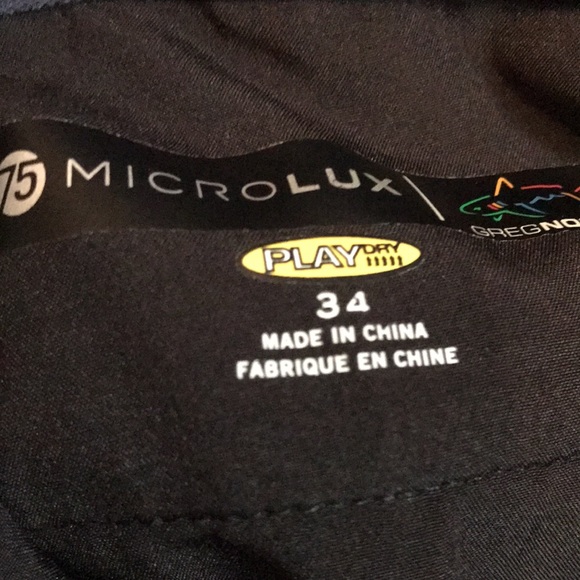 75 MICROLUX
GREGNO
PLAYDRY
34
MADE IN CHINA
FABRIQUE EN CHINE